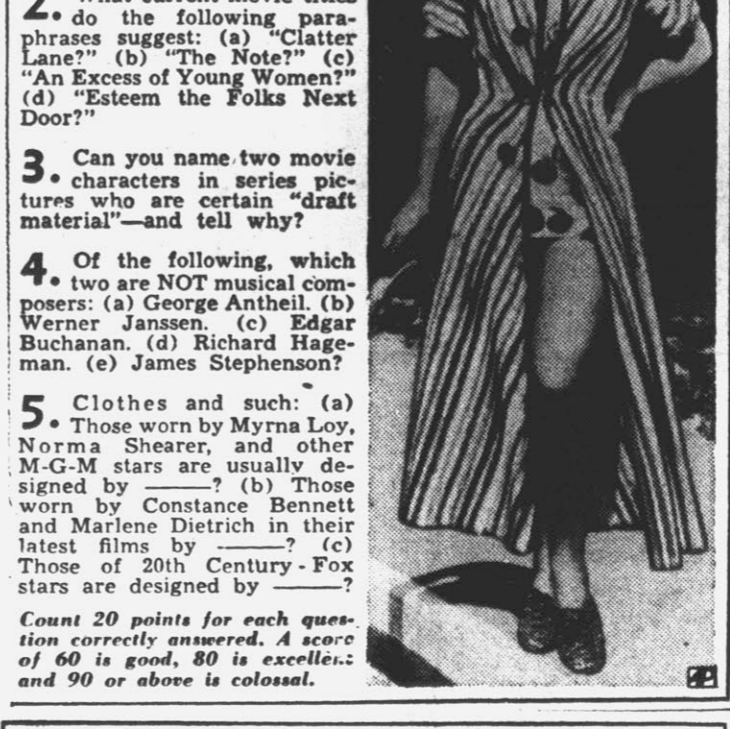 2. What current movie titles
do the following para-
phrases suggest: (a) "Clatter
Lane?" (b) "The Note?" (c)
"An Excess of Young Women?"
(d) "Esteem the Folks Next
Door?"
3. Can you name two movie
characters in series pic-
tures who are certain "draft
material"—and tell why?
4. Of the following, which
two are NOT musical com-
posers: (a) George Antheil. (b)
Werner Janssen. (c) Edgar
Buchanan. (d) Richard Hage-
man. (e) James Stephenson?
5. Clothes and such: (a)
Those worn by Myrna Loy,
Norma Shearer, and other
M-G-M stars are usually de-
signed by ———? (b) Those
worn by Constance Bennett
and Marlene Dietrich in their
latest films by ———? (c)
Those of 20th Century-Fox
stars are designed by ———?
Count 20 points for each ques-
tion correctly answered. A score
of 60 is good, 80 is excellent
and 90 or above is colossal.